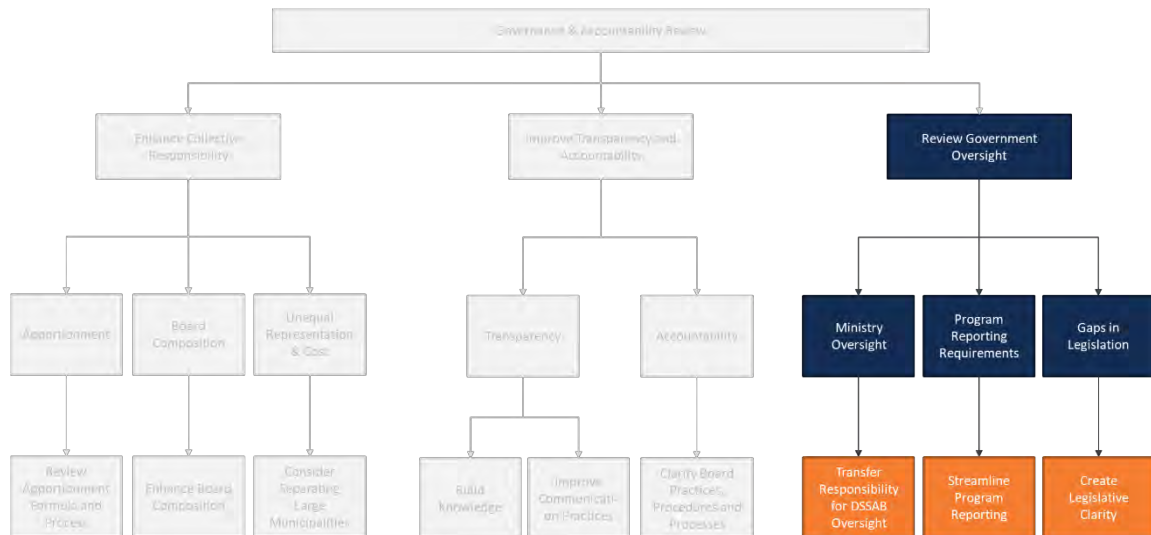 Governance & Accountability Review
Enhance Collective
Responsibility
Improve Transparency and
Accountability
Review Government
Oversight
Apportionment
Board
Composition
Unequal
Representation
& Cost
Transparency
Accountability
Ministry
Oversight
Program
Reporting
Requirements
Gaps in
Legislation
Review
Apportionment
Formula and
Process
Enhance Board
Composition
Consider
Separating
Large
Municipalities
Build
Knowledge
Improve
Communicati-
on Practices
Clarify Board
Practices,
Procedures and
Processes
Transfer
Responsibility
for DSSAB
Oversight
Streamline
Program
Reporting
Create
Legislative
Clarity